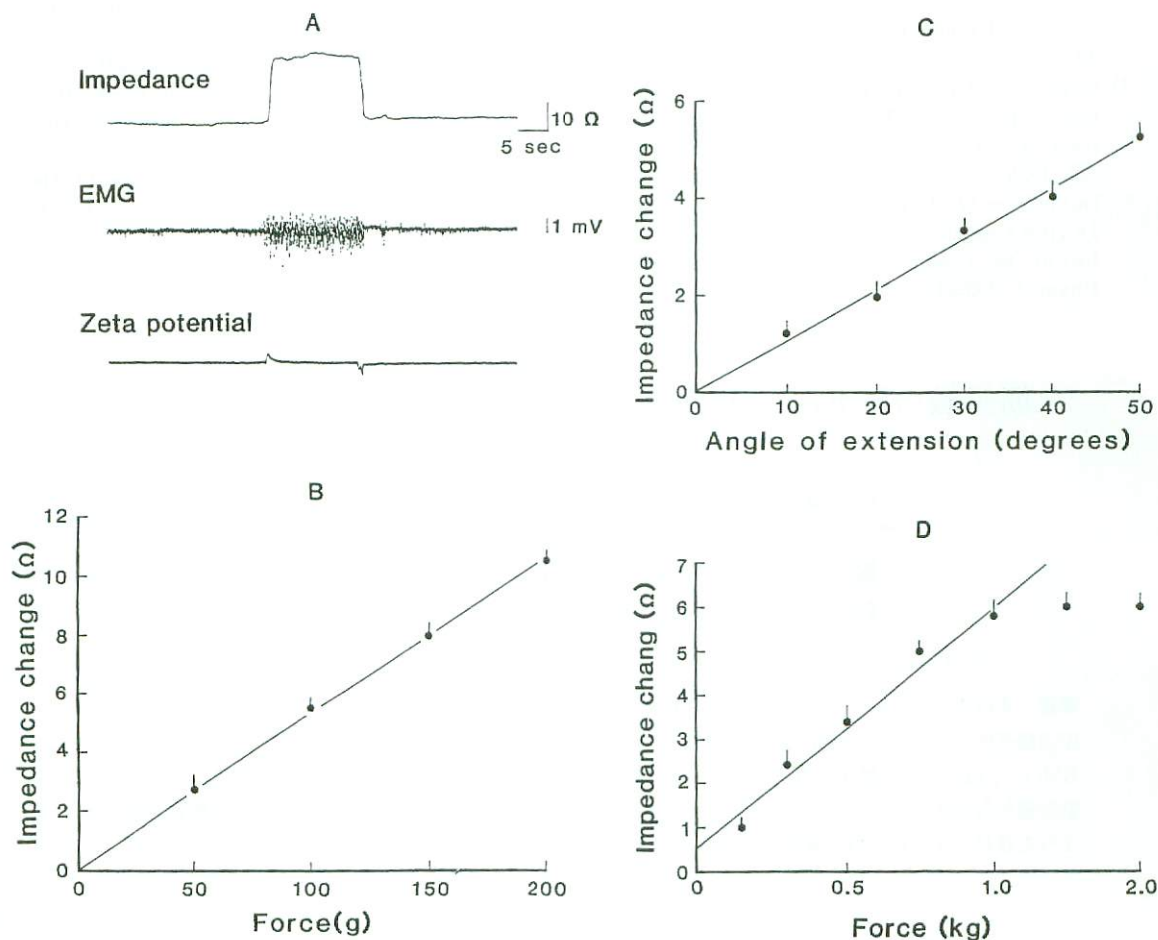 A
Impedance
10 Ω
5 sec
EMG
1 mV
Zeta potential
C
Impedance change (Ω)
6
4
2
0
0 10 20 30 40 50
Angle of extension (degrees)
B
Impedance change (Ω)
12
10
8
6
4
2
0
0 50 100 150 200
Force(g)
D
Impedance chang (Ω)
7
6
5
4
3
2
1
0
0 0.5 1.0 2.0
Force (kg)